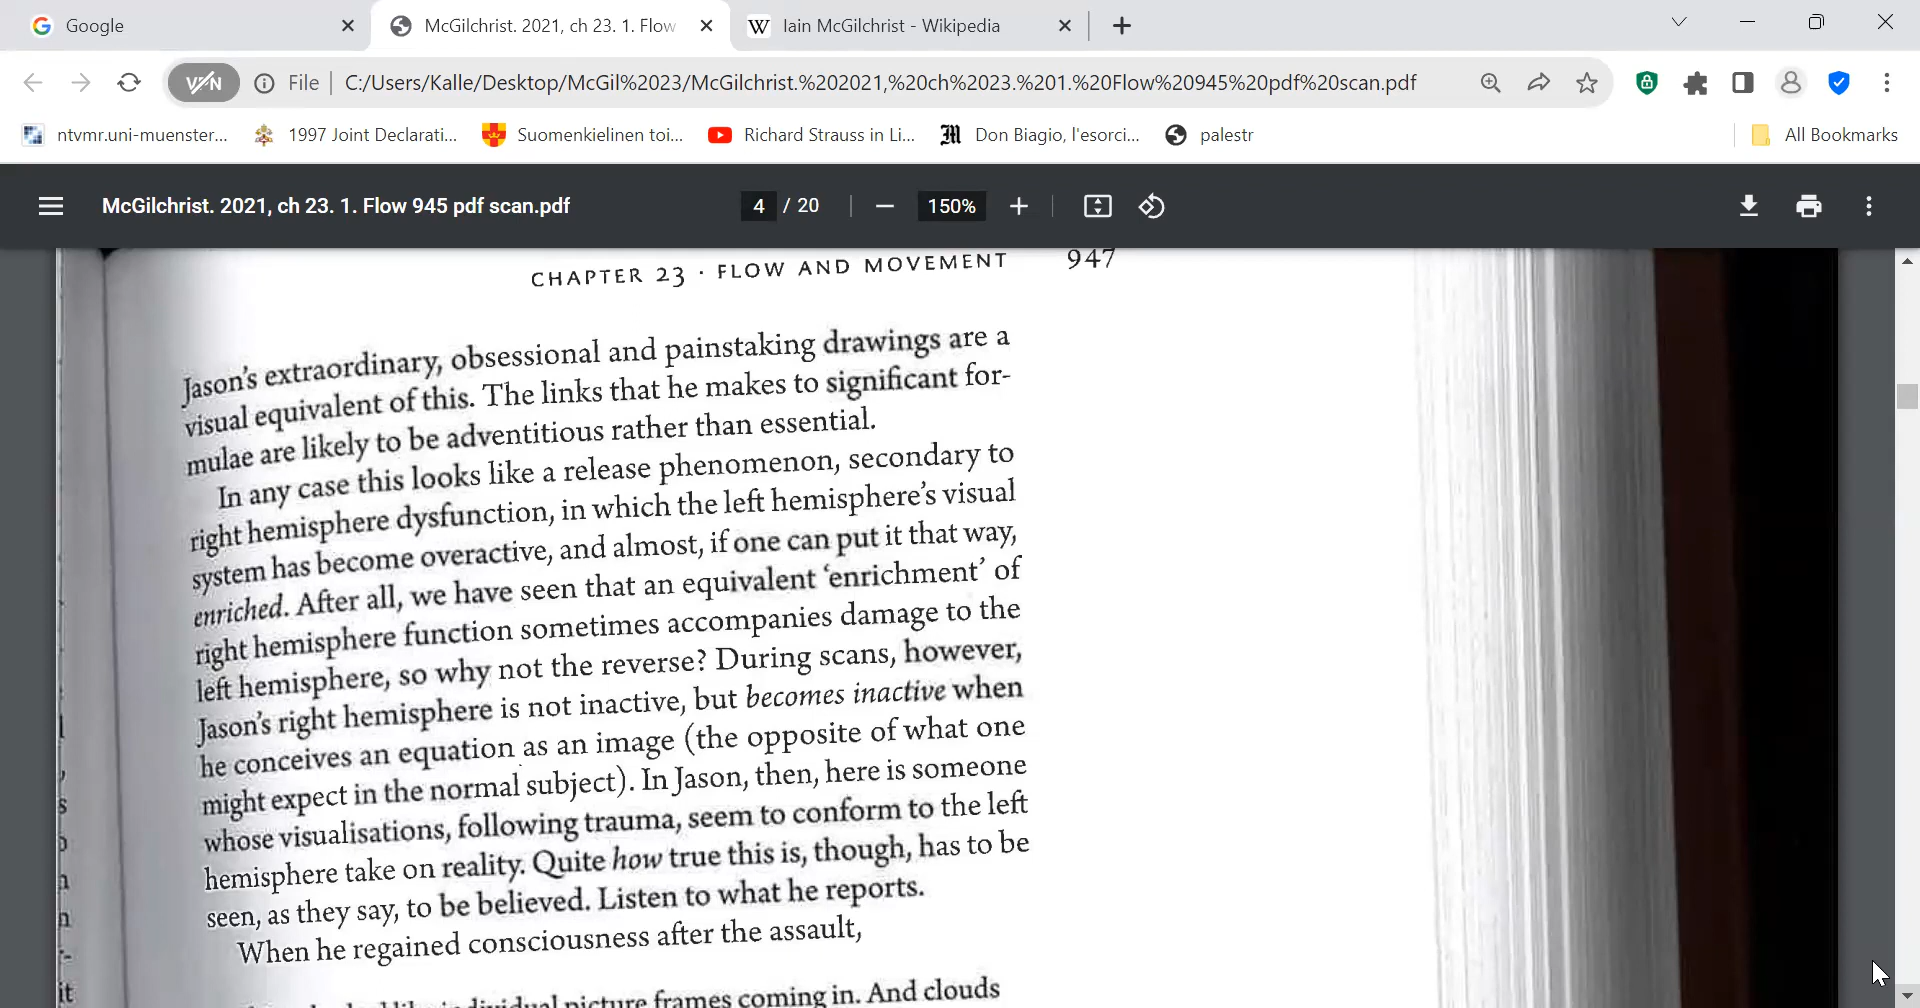 Google
McGilchrist. 2021, ch 23. 1. Flow
Iain McGilchrist - Wikipedia
VPN
File
C:/Users/Kalle/Desktop/McGil%2023/McGilchrist.%202021,%20ch%2023.%201.%20Flow%20945%20pdf%20scan.pdf
ntvmr.uni-muenster...
1997 Joint Declarati...
Suomenkielinen toi...
Richard Strauss in Li...
Don Biagio, l'esorci...
palestr
All Bookmarks
McGilchrist. 2021, ch 23. 1. Flow 945 pdf scan.pdf
4 / 20
150%
CHAPTER 23 · FLOW AND MOVEMENT 947
Jason's extraordinary, obsessional and painstaking drawings are a
visual equivalent of this. The links that he makes to significant for-
mulae are likely to be adventitious rather than essential.
In any case this looks like a release phenomenon, secondary to
right hemisphere dysfunction, in which the left hemisphere's visual
system has become overactive, and almost, if one can put it that way,
enriched. After all, we have seen that an equivalent ‘enrichment’ of
right hemisphere function sometimes accompanies damage to the
left hemisphere, so why not the reverse? During scans, however,
Jason's right hemisphere is not inactive, but becomes inactive when
he conceives an equation as an image (the opposite of what one
might expect in the normal subject). In Jason, then, here is someone
whose visualisations, following trauma, seem to conform to the left
hemisphere take on reality. Quite how true this is, though, has to be
seen, as they say, to be believed. Listen to what he reports.
When he regained consciousness after the assault,
individual picture frames coming in. And clouds